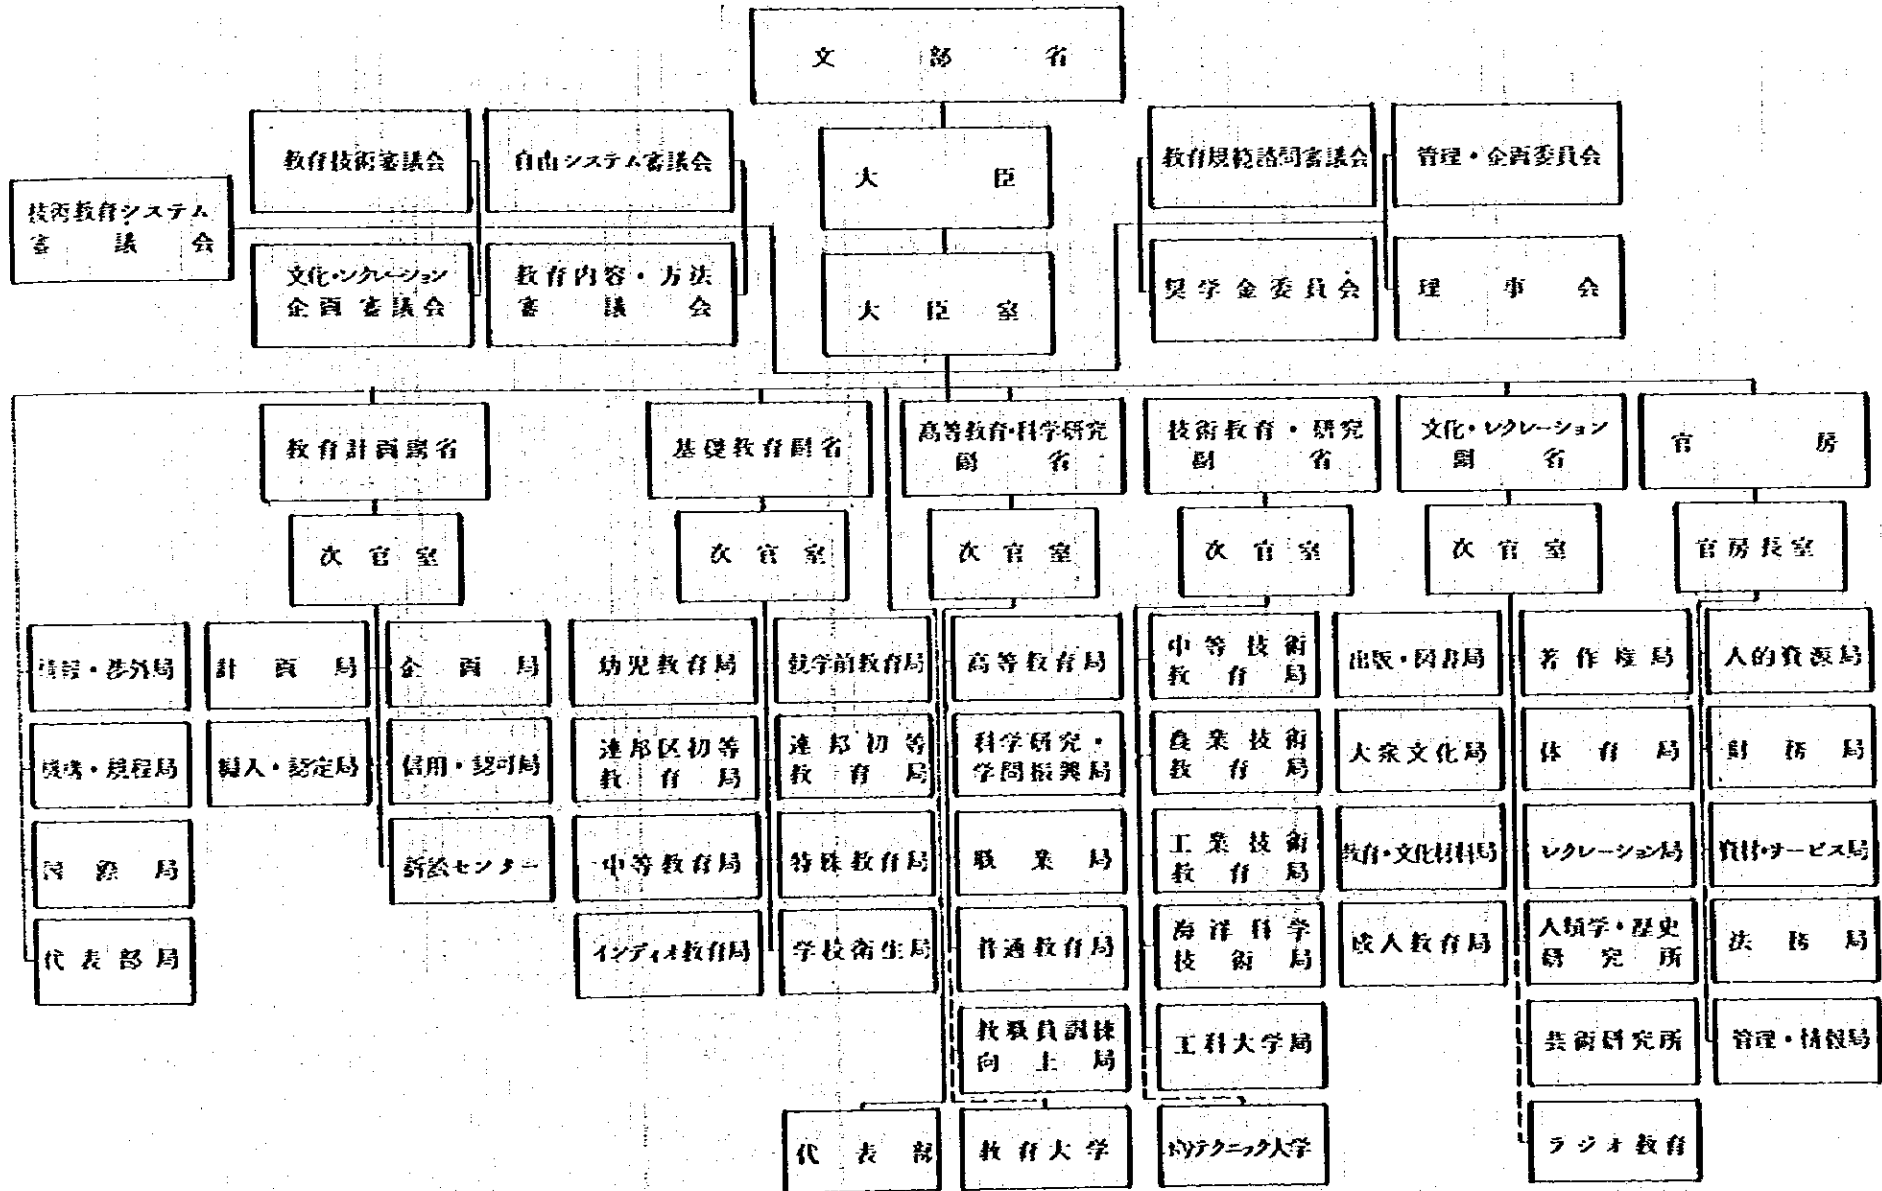 文部省
教育技術審議会
自由システム審議会
大臣
教育規範諮問審議会
管理・企画委員会
技術教育システム
審議会
文化・レクレーション
企画審議会
教育内容・方法
審議会
大臣室
奨学金委員会
理事会
教育計画副省
基礎教育副省
高等教育・科学研究
副省
技術教育・研究
副省
文化・レクレーション
副省
官房
次官室
次官室
次官室
次官室
次官室
官房長室
情報・渉外局
計画局
企画局
幼児教育局
就学前教育局
高等教育局
中等技術
教育局
出版・図書局
著作権局
人的資源局
機構・規程局
編入・認定局
信用・認可局
連邦区初等
教育局
連邦初等
教育局
科学研究・
学問振興局
産業技術
教育局
大衆文化局
体育局
財務局
国際局
訴訟センター
中等教育局
特殊教育局
職業局
工業技術
教育局
教育・文化材料局
レクレーション局
資材・サービス局
代表部局
インディオ教育局
学校衛生局
普通教育局
海洋科学
技術局
成人教育局
人類学・歴史
研究所
法務局
教職員訓練
向上局
工科大学局
芸術研究所
管理・情報局
代表部
教育大学
ポリテクニック大学
ラジオ教育